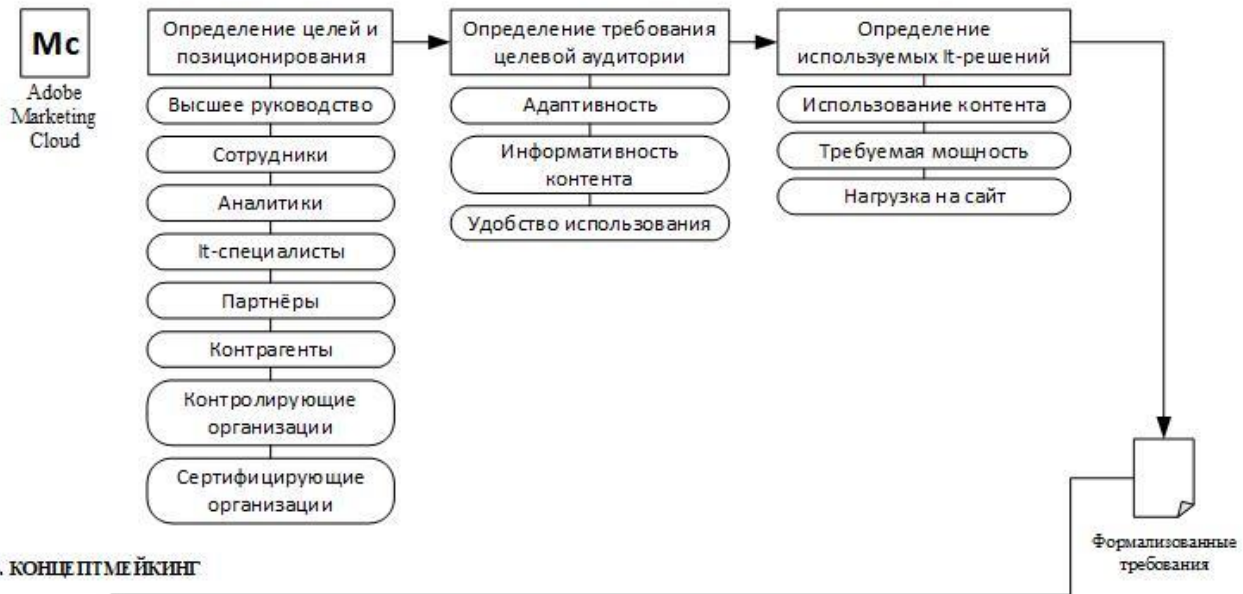 Mc
Adobe
Marketing
Cloud
Определение целей и
позиционирования
Высшее руководство
Сотрудники
Аналитики
It-специалисты
Партнёры
Контрагенты
Контролирующие
организации
Сертифицирующие
организации
Определение требования
целевой аудитории
Адаптивность
Информативность
контента
Удобство использования
Определение
используемых It-решений
Использование контента
Требуемая мощность
Нагрузка на сайт
Формализованные
требования
. КОНЦЕПТМЕЙКИНГ